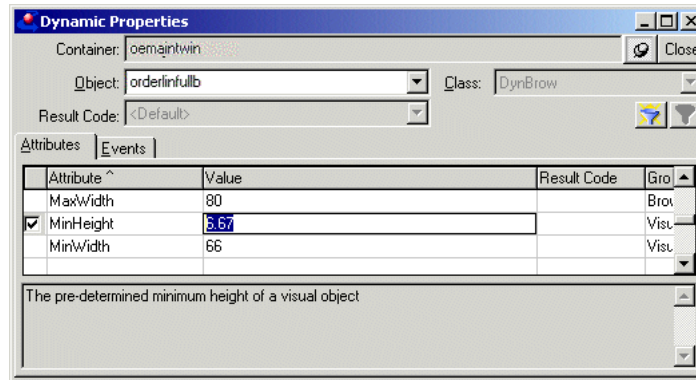 Dynamic Properties
Container: oemaintwin
Close
Object: orderlinfullb
Class: DynBrow
Result Code: <Default>
Attributes
Events
Attribute ^ Value Result Code Gro
MaxWidth 80 Brow
MinHeight 6.67 Visu
MinWidth 66 Visu
The pre-determined minimum height of a visual object